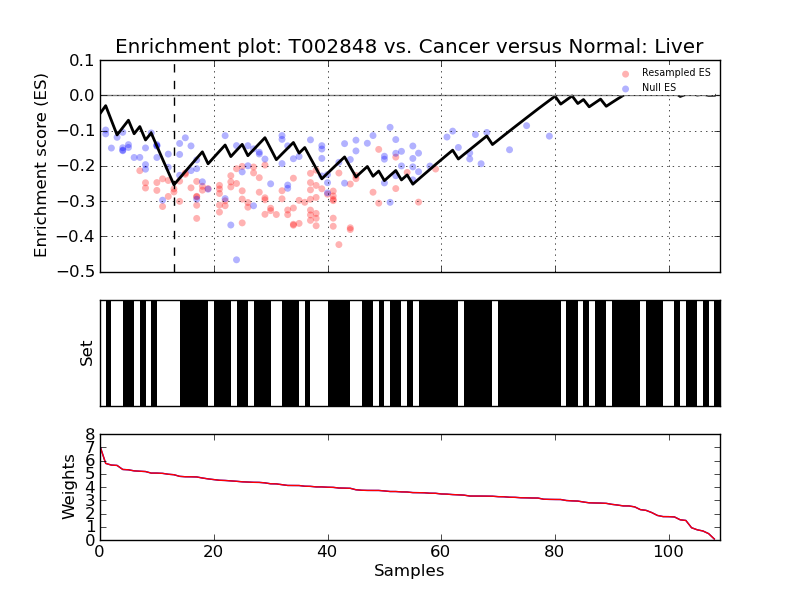 Enrichment plot: T002848 vs. Cancer versus Normal: Liver
Enrichment score (ES)
0.1
0.0
−0.1
−0.2
−0.3
−0.4
−0.5
Resampled ES
Null ES
Set
Weights
8
7
6
5
4
3
2
1
0
0 20 40 60 80 100
Samples